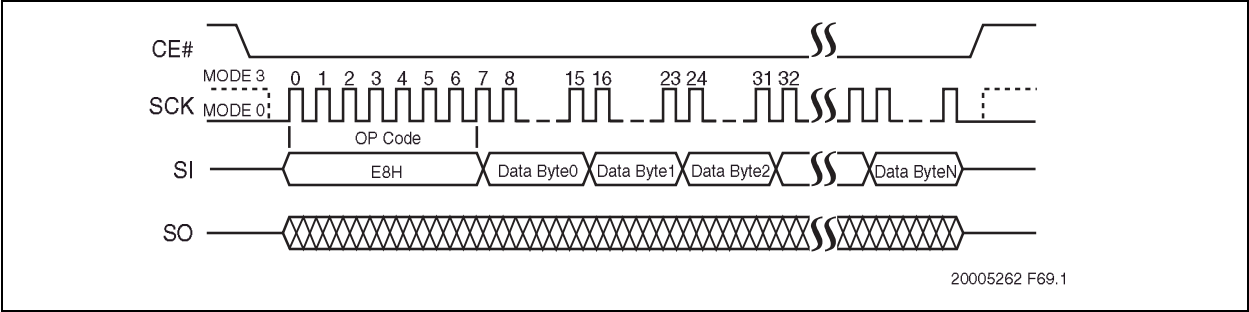 CE#
MODE 3 0 1 2 3 4 5 6 7 8 15 16 23 24 31 32
SCK MODE 0
OP Code
SI E8H Data Byte0 Data Byte1 Data Byte2 Data ByteN
SO
20005262 F69.1